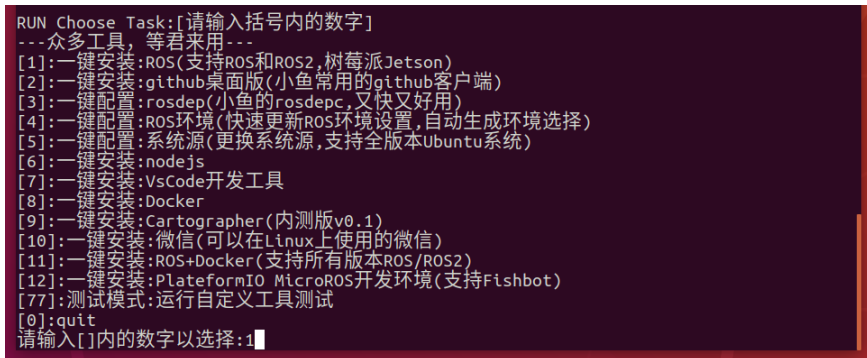 RUN Choose Task:[请输入括号内的数字]
---众多工具，等君来用---
[1]:一键安装:ROS(支持ROS和ROS2,树莓派Jetson)
[2]:一键安装:github桌面版(小鱼常用的github客户端)
[3]:一键配置:rosdep(小鱼的rosdepc,又快又好用)
[4]:一键配置:ROS环境(快速更新ROS环境设置,自动生成环境选择)
[5]:一键配置:系统源(更换系统源,支持全版本Ubuntu系统)
[6]:一键安装:nodejs
[7]:一键安装:VsCode开发工具
[8]:一键安装:Docker
[9]:一键安装:Cartographer(内测版v0.1)
[10]:一键安装:微信(可以在Linux上使用的微信)
[11]:一键安装:ROS+Docker(支持所有版本ROS/ROS2)
[12]:一键安装:PlateformIO MicroROS开发环境(支持Fishbot)
[77]:测试模式:运行自定义工具测试
[0]:quit
请输入[]内的数字以选择:1